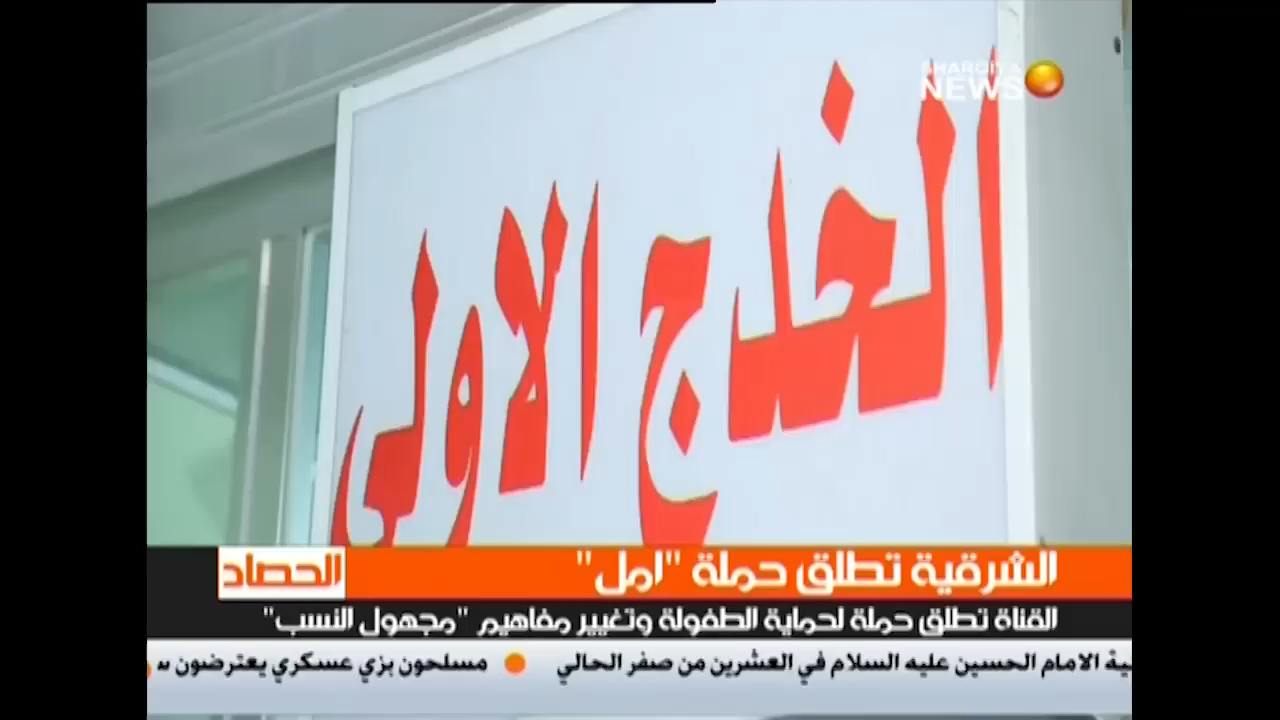 SHARQIYA
NEWS
الخدج الاولى
الشرقية تطلق حملة "امل"
الحصاد
القناة تطلق حملة لحماية الطفولة وتغيير مفاهيم "مجهول النسب"
الامام الحسين عليه السلام في العشرين من صفر الحالي
مسلحون بزي عسكري يعترضون